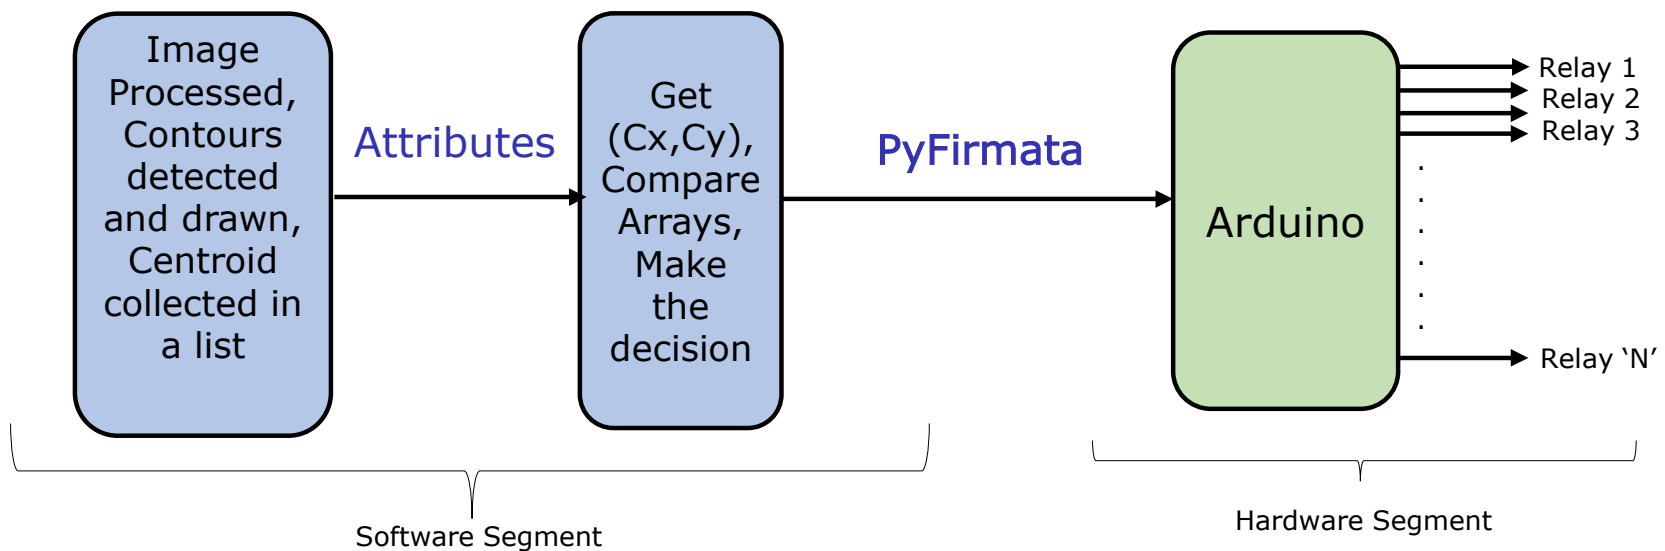 Image
Processed,
Contours
detected
and drawn,
Centroid
collected in
a list
Attributes
Get
(Cx,Cy),
Compare
Arrays,
Make
the
decision
PyFirmata
Arduino
Relay 1
Relay 2
Relay 3
.
.
.
.
.
.
Relay ‘N’
Software Segment
Hardware Segment